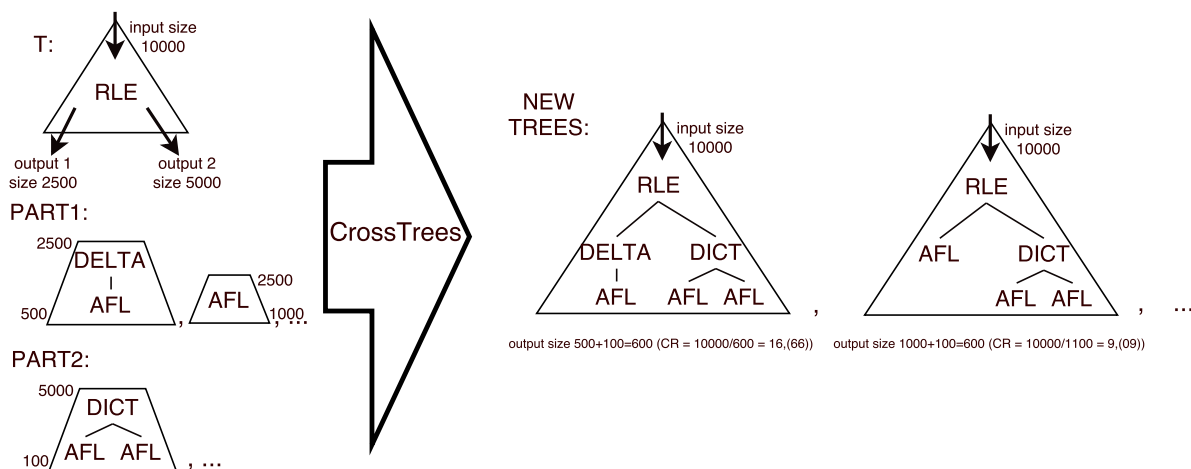 T:
input size
10000
RLE
output 1
size 2500
output 2
size 5000
PART1:
2500
DELTA
AFL
500
,
AFL
2500
1000
, ...
PART2:
5000
DICT
AFL AFL
100
, ...
CrossTrees
NEW
TREES:
input size
10000
RLE
DELTA DICT
AFL AFL AFL
,
output size 500+100=600 (CR = 10000/600 = 16,(66))
input size
10000
RLE
AFL DICT
AFL AFL
, ...
output size 1000+100=600 (CR = 10000/1100 = 9,(09))